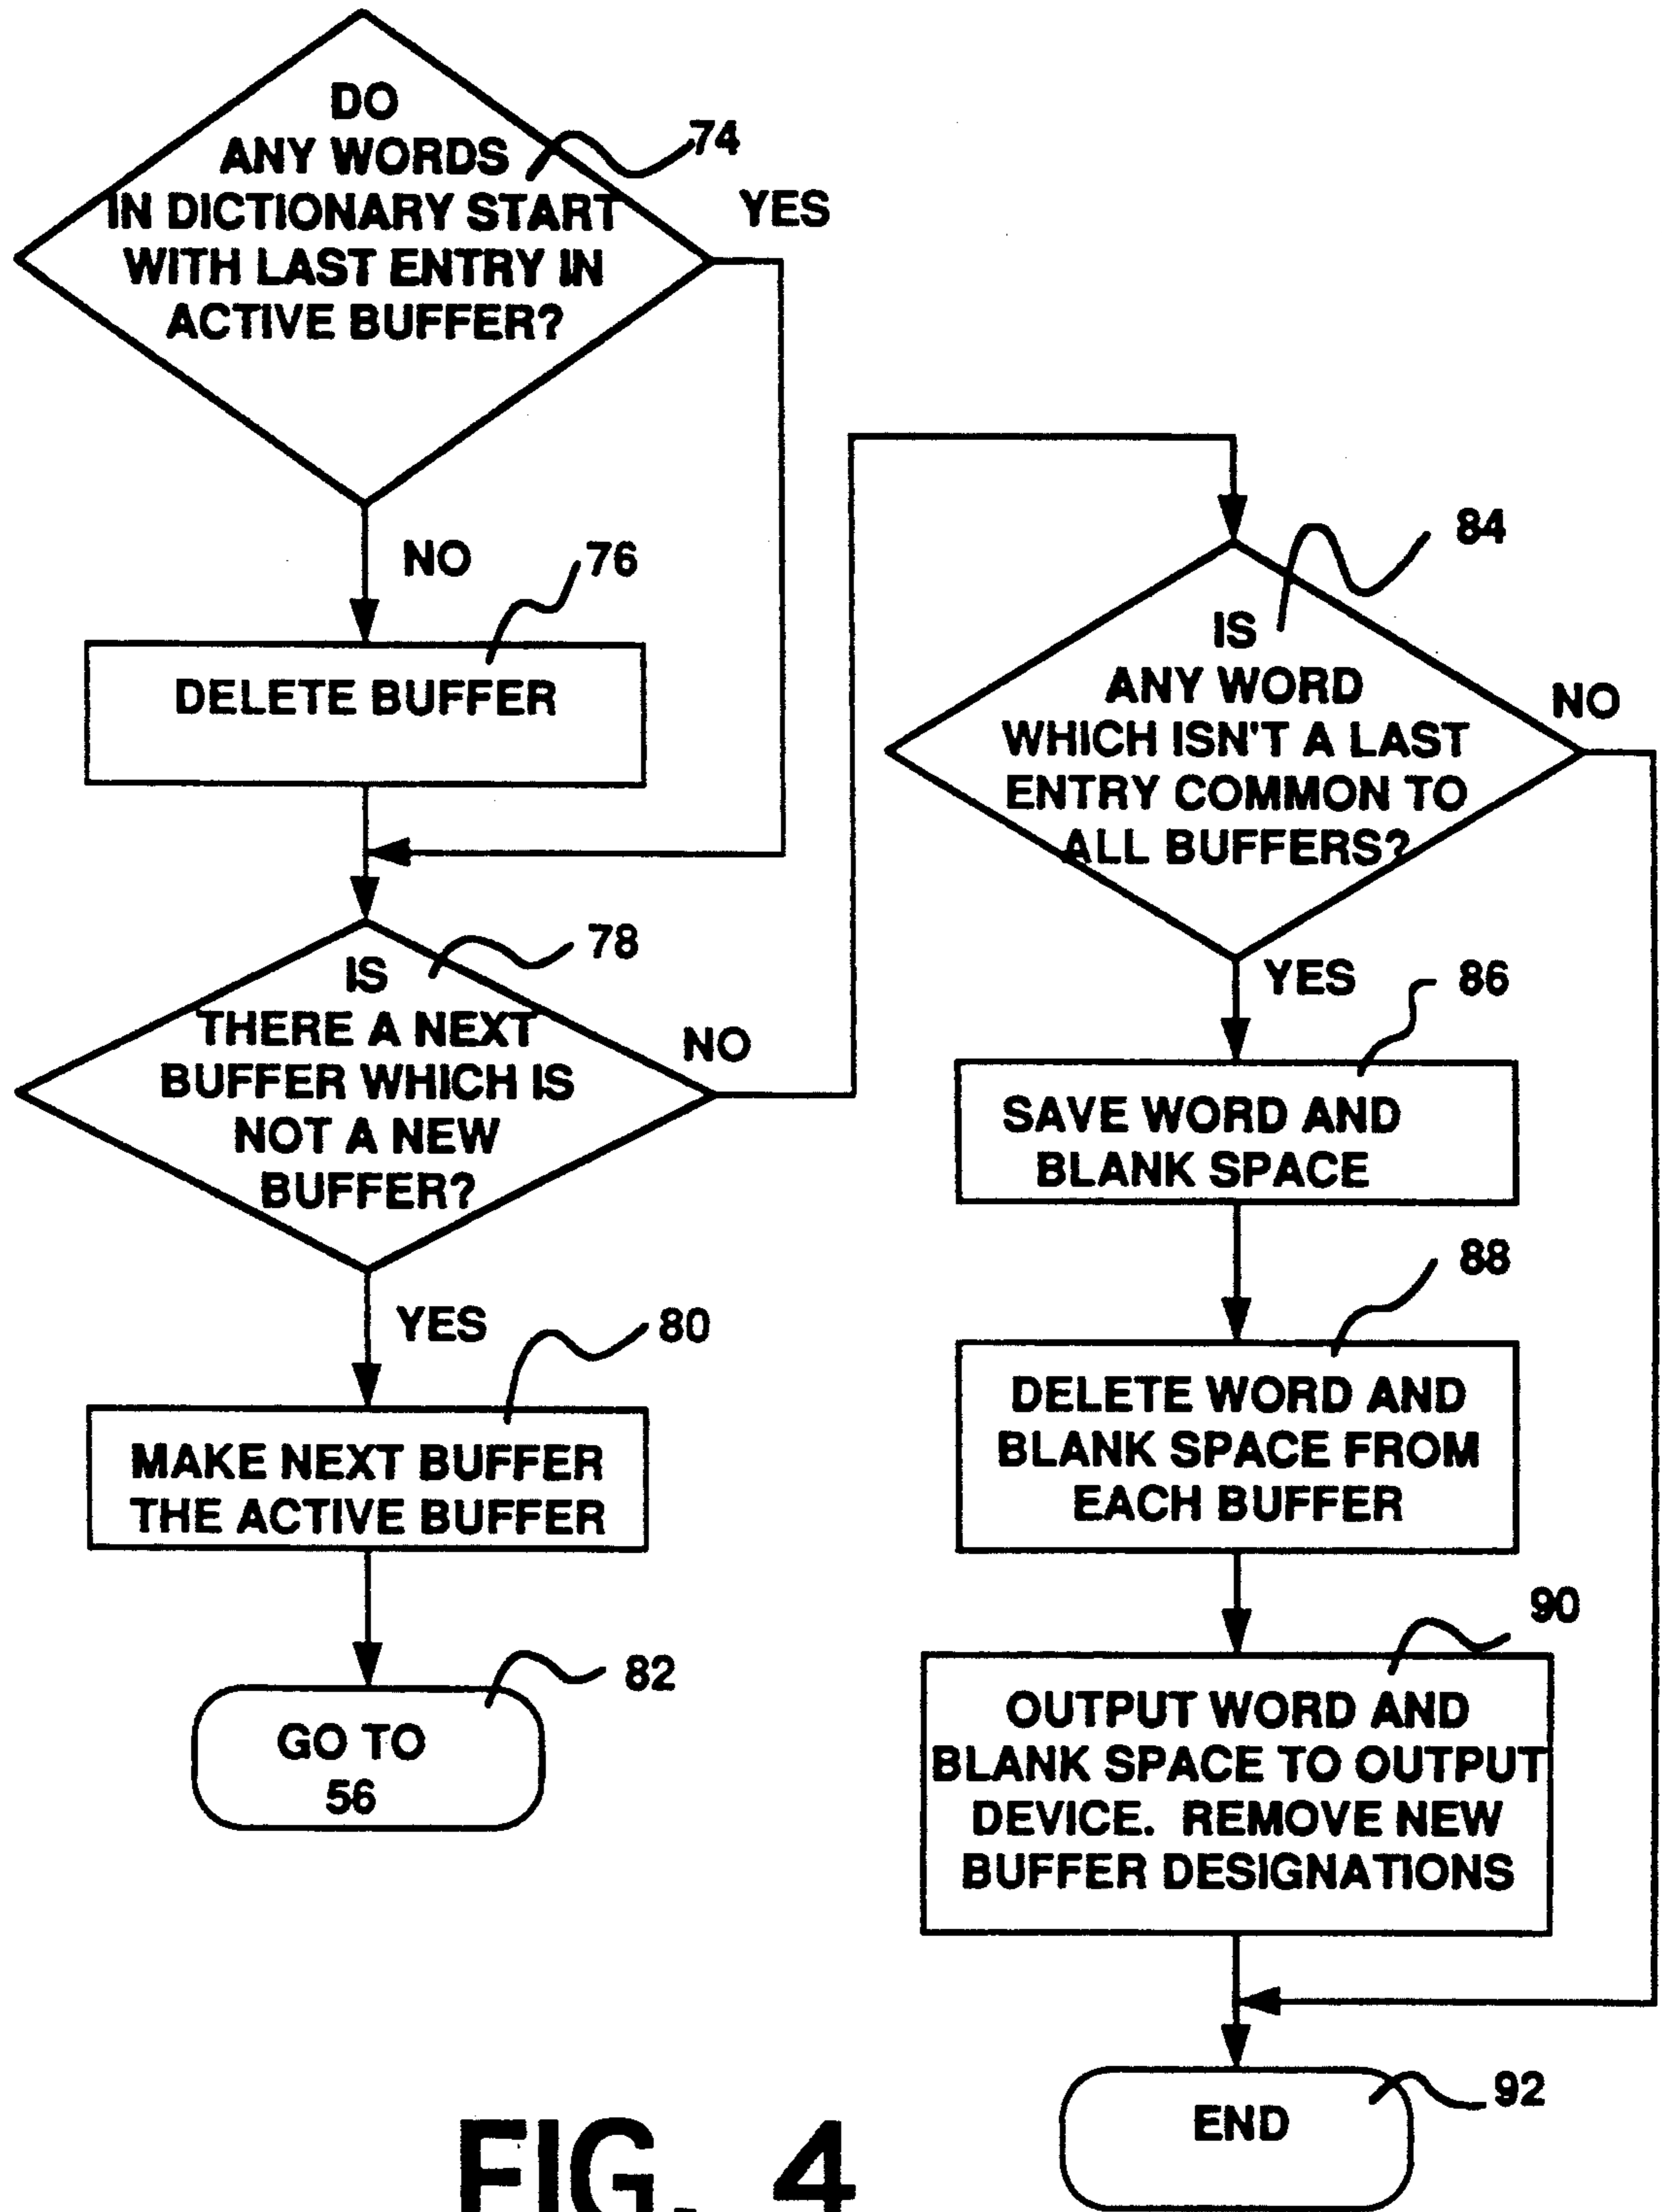 DO
ANY WORDS
IN DICTIONARY START
WITH LAST ENTRY IN
ACTIVE BUFFER?
74
YES
NO
76
DELETE BUFFER
78
IS
THERE A NEXT
BUFFER WHICH IS
NOT A NEW
BUFFER?
NO
YES
80
MAKE NEXT BUFFER
THE ACTIVE BUFFER
82
GO TO
56
84
IS
ANY WORD
WHICH ISN'T A LAST
ENTRY COMMON TO
ALL BUFFERS?
NO
YES
86
SAVE WORD AND
BLANK SPACE
88
DELETE WORD AND
BLANK SPACE FROM
EACH BUFFER
90
OUTPUT WORD AND
BLANK SPACE TO OUTPUT
DEVICE. REMOVE NEW
BUFFER DESIGNATIONS
92
END
FIG. 4